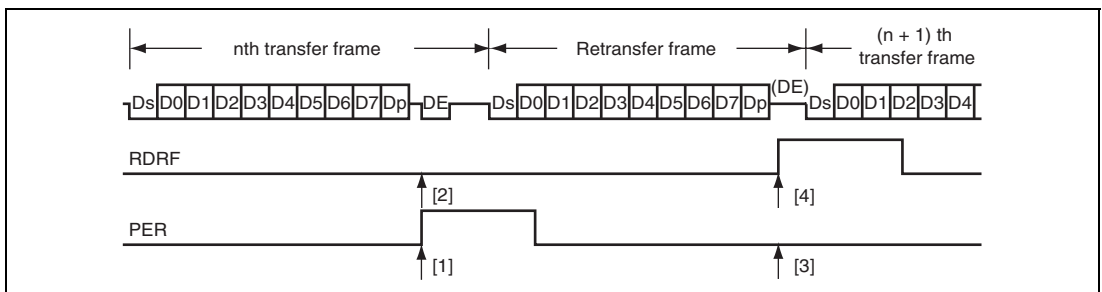 nth transfer frame
Retransfer frame
(n + 1) th
transfer frame
Ds D0 D1 D2 D3 D4 D5 D6 D7 Dp DE Ds D0 D1 D2 D3 D4 D5 D6 D7 Dp (DE) Ds D0 D1 D2 D3 D4
RDRF
[2] [4]
PER
[1] [3]